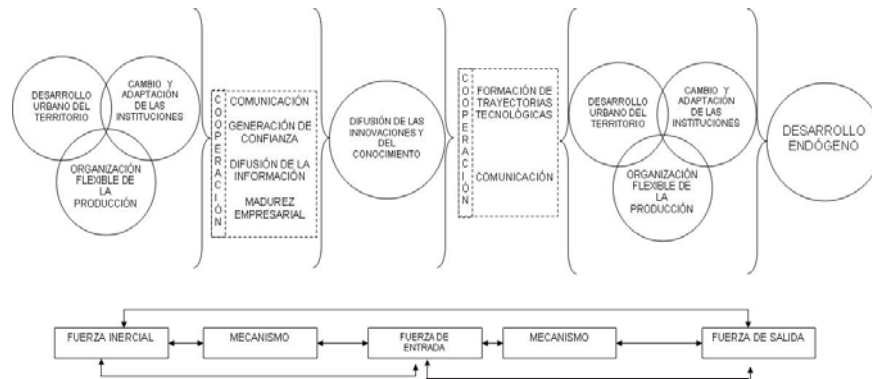 DESARROLLO
URBANO DEL
TERRITORIO
CAMBIO Y
ADAPTACIÓN
DE LAS
INSTITUCIONES
ORGANIZACIÓN
FLEXIBLE DE
LA
PRODUCCIÓN
COOPERACIÓN
COMUNICACIÓN
GENERACIÓN DE
CONFIANZA
DIFUSIÓN DE LA
INFORMACIÓN
MADUREZ
EMPRESARIAL
DIFUSIÓN DE LAS
INNOVACIONES Y
DEL
CONOCIMIENTO
COOPERACIÓN
FORMACIÓN DE
TRAYECTORIAS
TECNOLÓGICAS
COMUNICACIÓN
DESARROLLO
URBANO DEL
TERRITORIO
CAMBIO Y
ADAPTACIÓN
DE LAS
INSTITUCIONES
ORGANIZACIÓN
FLEXIBLE DE
LA
PRODUCCIÓN
DESARROLLO
ENDÓGENO
FUERZA INERCIAL
MECANISMO
FUERZA DE
ENTRADA
MECANISMO
FUERZA DE SALIDA